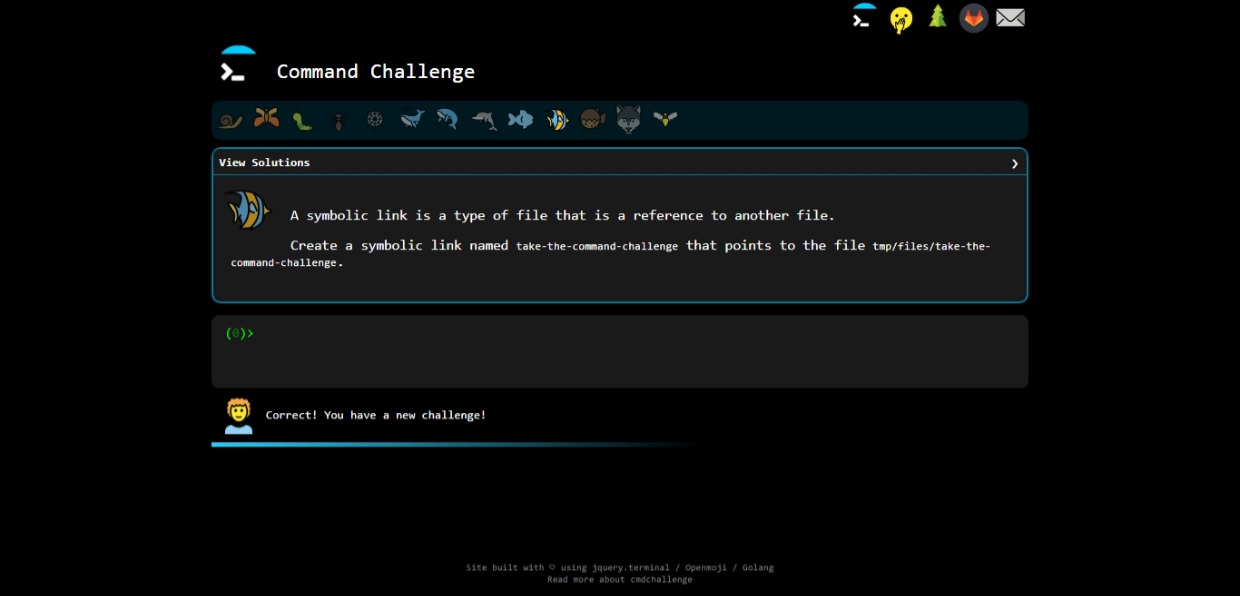 Command Challenge
View Solutions ❯
A symbolic link is a type of file that is a reference to another file.
Create a symbolic link named take-the-command-challenge that points to the file tmp/files/take-the-
command-challenge.
(0)>
Correct! You have a new challenge!
Site built with ♡ using jquery.terminal / Openmoji / Golang
Read more about cmdchallenge